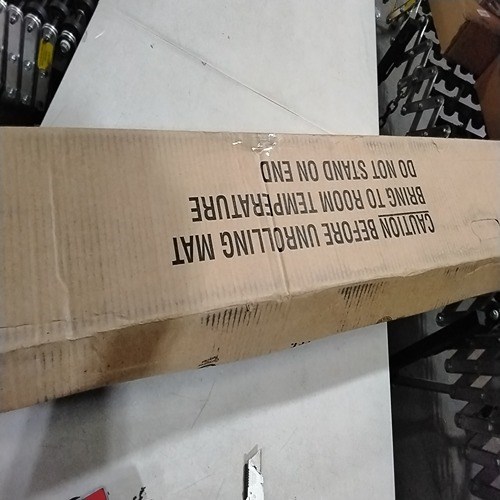 CAUTION BEFORE UNROLLING MAT
BRING TO ROOM TEMPERATURE
DO NOT STAND ON END